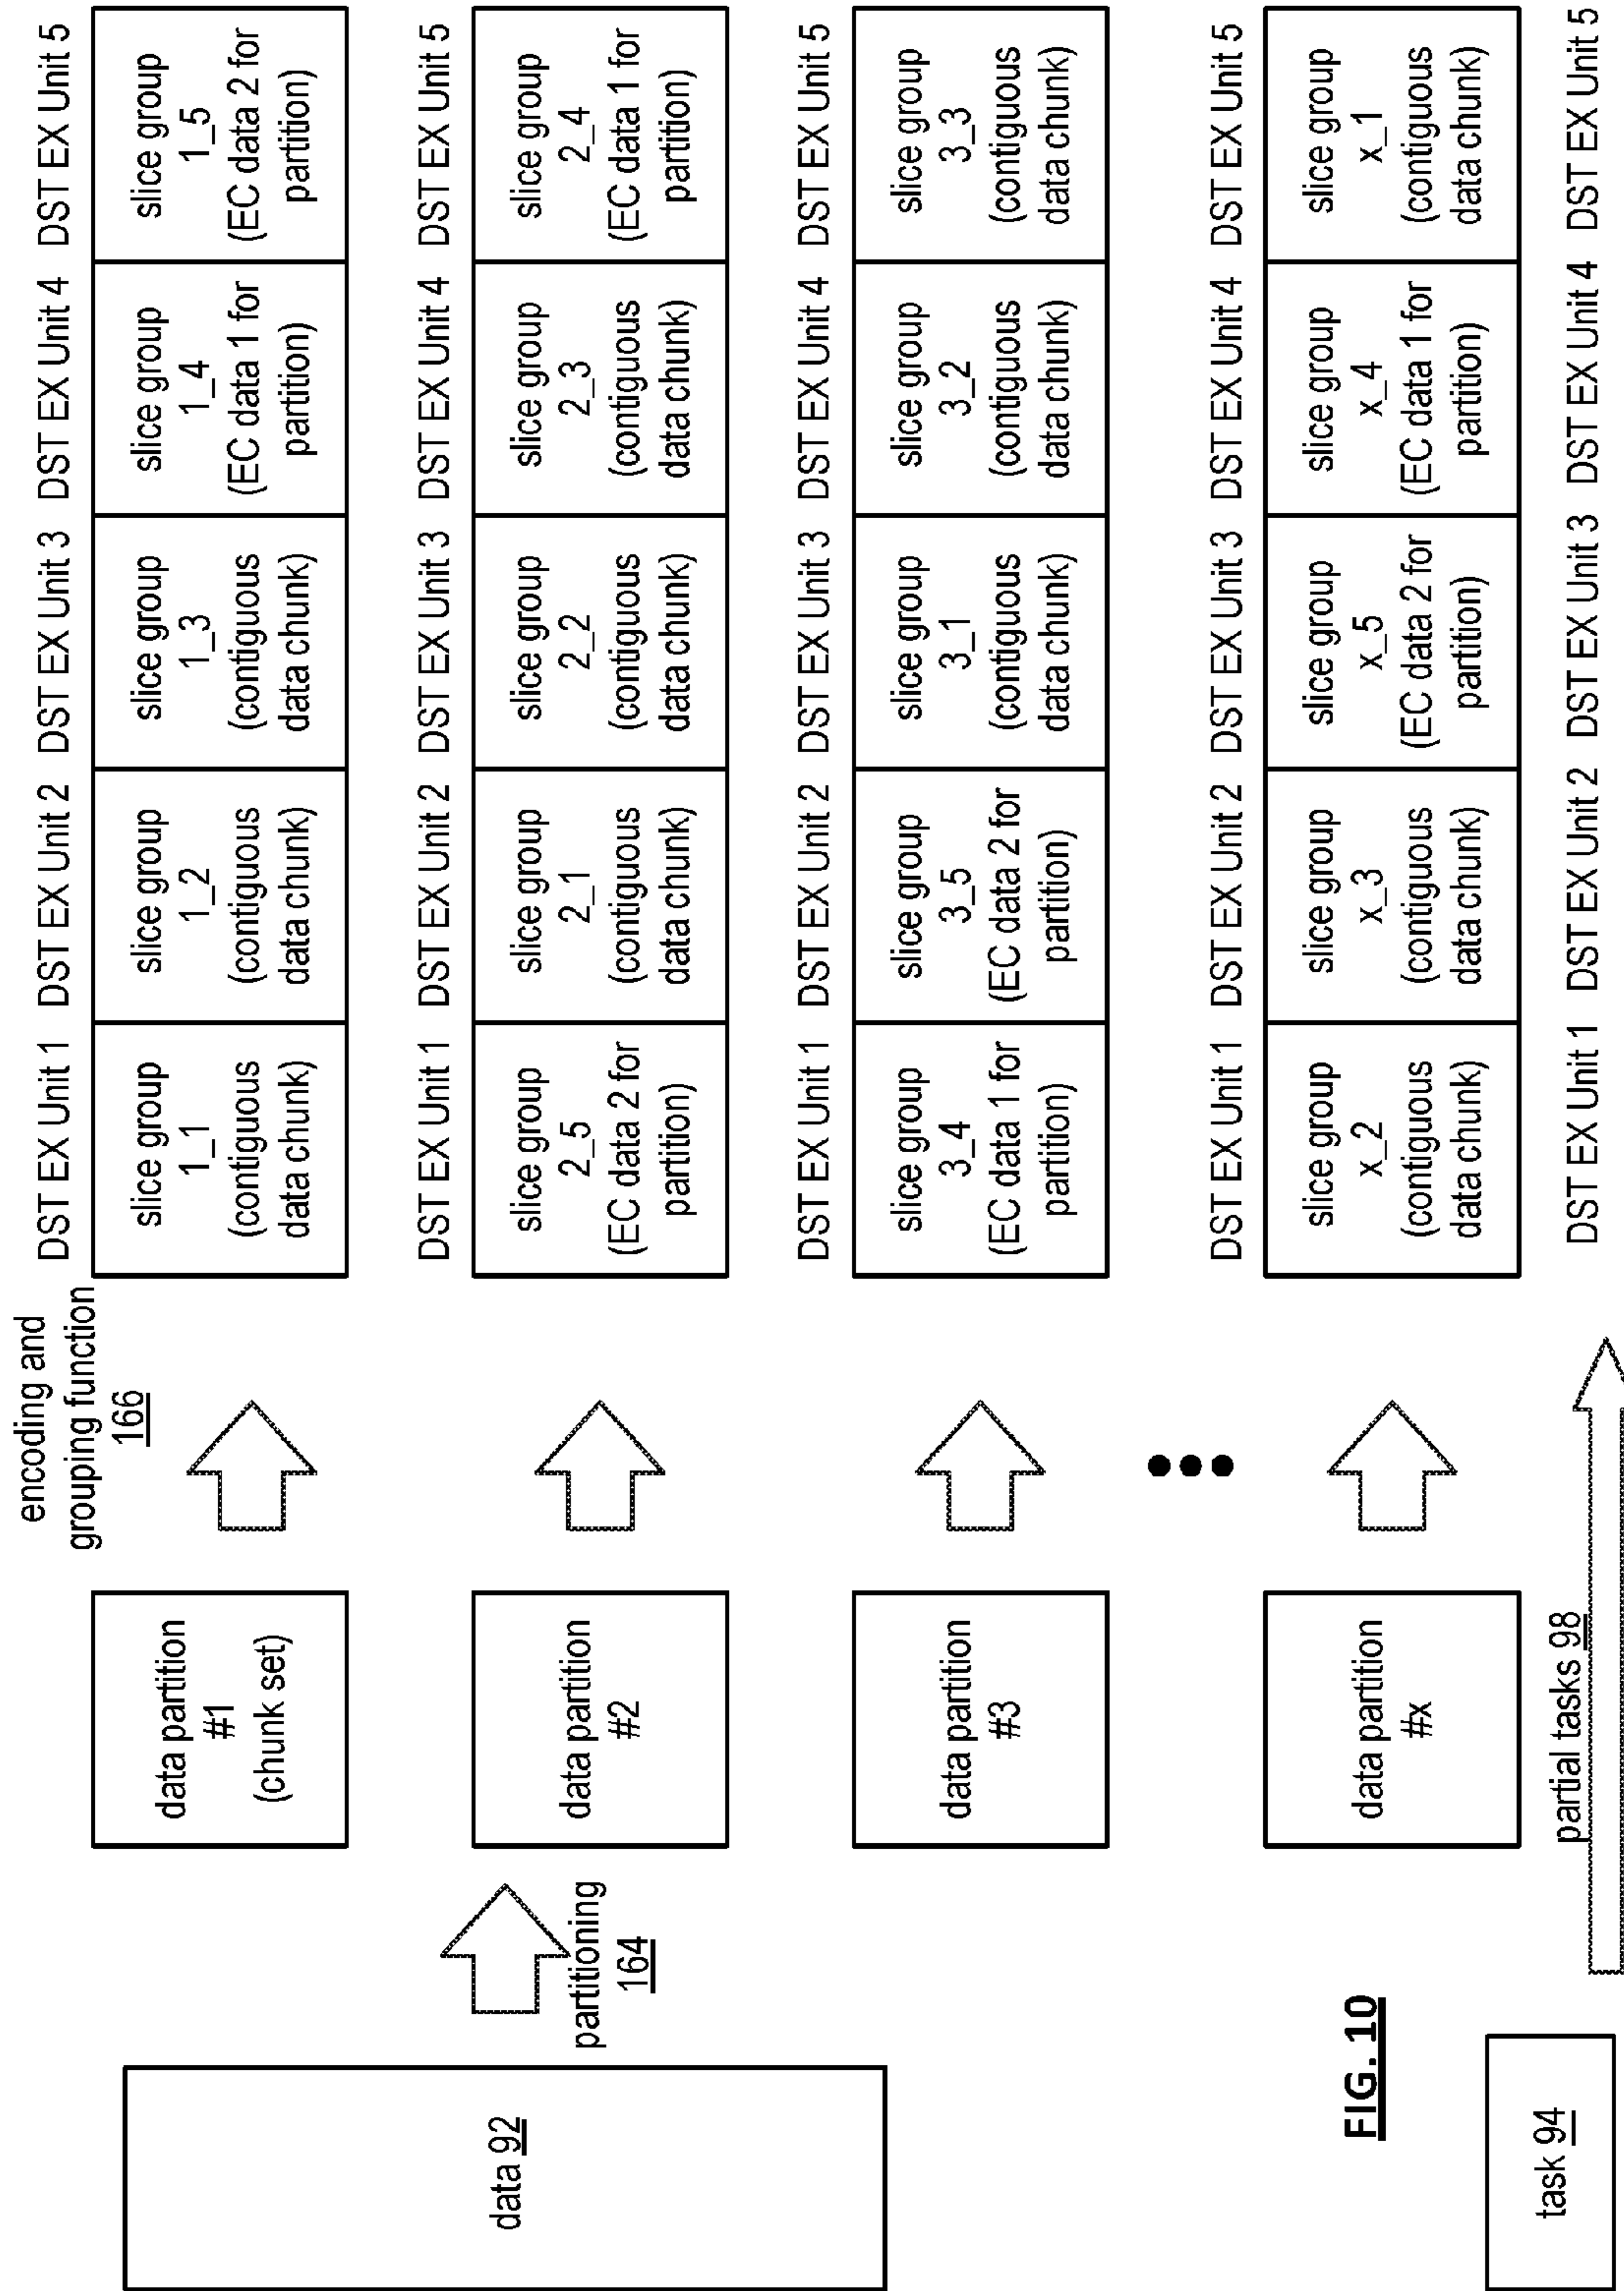 data 92
partitioning
164
data partition
#1
(chunk set)
data partition
#2
data partition
#3
data partition
#x
encoding and
grouping function
166
DST EX Unit 1 DST EX Unit 2 DST EX Unit 3 DST EX Unit 4 DST EX Unit 5
slice group
1_1
(contiguous
data chunk)
slice group
1_2
(contiguous
data chunk)
slice group
1_3
(contiguous
data chunk)
slice group
1_4
(EC data 1 for
partition)
slice group
1_5
(EC data 2 for
partition)
DST EX Unit 1 DST EX Unit 2 DST EX Unit 3 DST EX Unit 4 DST EX Unit 5
slice group
2_5
(EC data 2 for
partition)
slice group
2_1
(contiguous
data chunk)
slice group
2_2
(contiguous
data chunk)
slice group
2_3
(contiguous
data chunk)
slice group
2_4
(EC data 1 for
partition)
DST EX Unit 1 DST EX Unit 2 DST EX Unit 3 DST EX Unit 4 DST EX Unit 5
slice group
3_4
(EC data 1 for
partition)
slice group
3_5
(EC data 2 for
partition)
slice group
3_1
(contiguous
data chunk)
slice group
3_2
(contiguous
data chunk)
slice group
3_3
(contiguous
data chunk)
DST EX Unit 1 DST EX Unit 2 DST EX Unit 3 DST EX Unit 4 DST EX Unit 5
slice group
x_2
(contiguous
data chunk)
slice group
x_3
(contiguous
data chunk)
slice group
x_5
(EC data 2 for
partition)
slice group
x_4
(EC data 1 for
partition)
slice group
x_1
(contiguous
data chunk)
FIG. 10
task 94
partial tasks 98
DST EX Unit 1 DST EX Unit 2 DST EX Unit 3 DST EX Unit 4 DST EX Unit 5